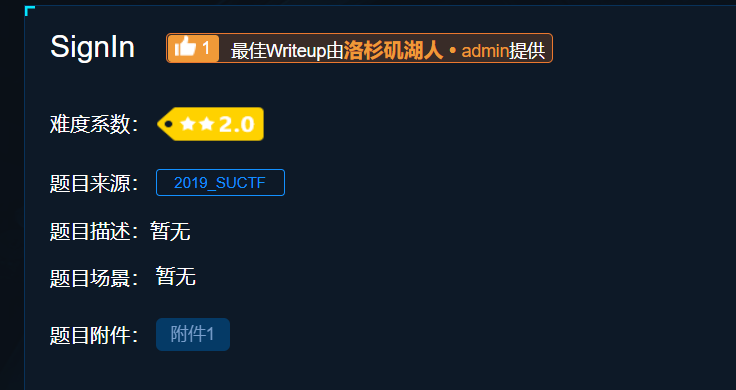 SignIn 1 最佳Writeup由洛杉矶湖人 • admin提供
难度系数： 2.0
题目来源： 2019_SUCTF
题目描述：暂无
题目场景： 暂无
题目附件： 附件1